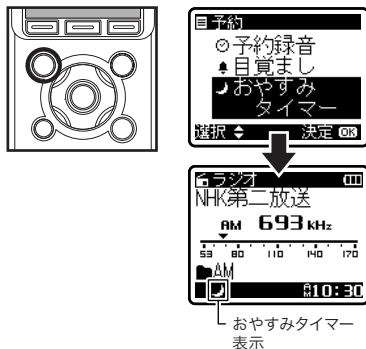 予約
予約録音
目覚まし
おやすみ
タイマー
選択 決定 OK
ラジオ
NHK第二放送
AM 693 kHz
53 80 110 140 170
AM
AM 10:30
おやすみタイマー
表示